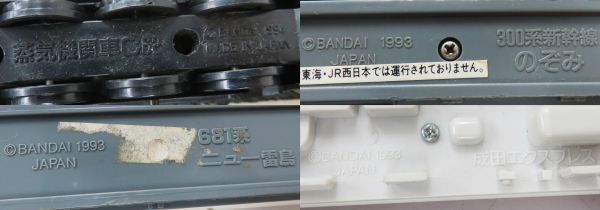 蒸気機関車
©BANDAI 1993
JAPAN
300系新幹線
のぞみ
東海・JR西日本では運行されておりません。
©BANDAI 1993
JAPAN
681系
ニュー雷鳥
©BANDAI 1993
JAPAN
成田エクスプレス